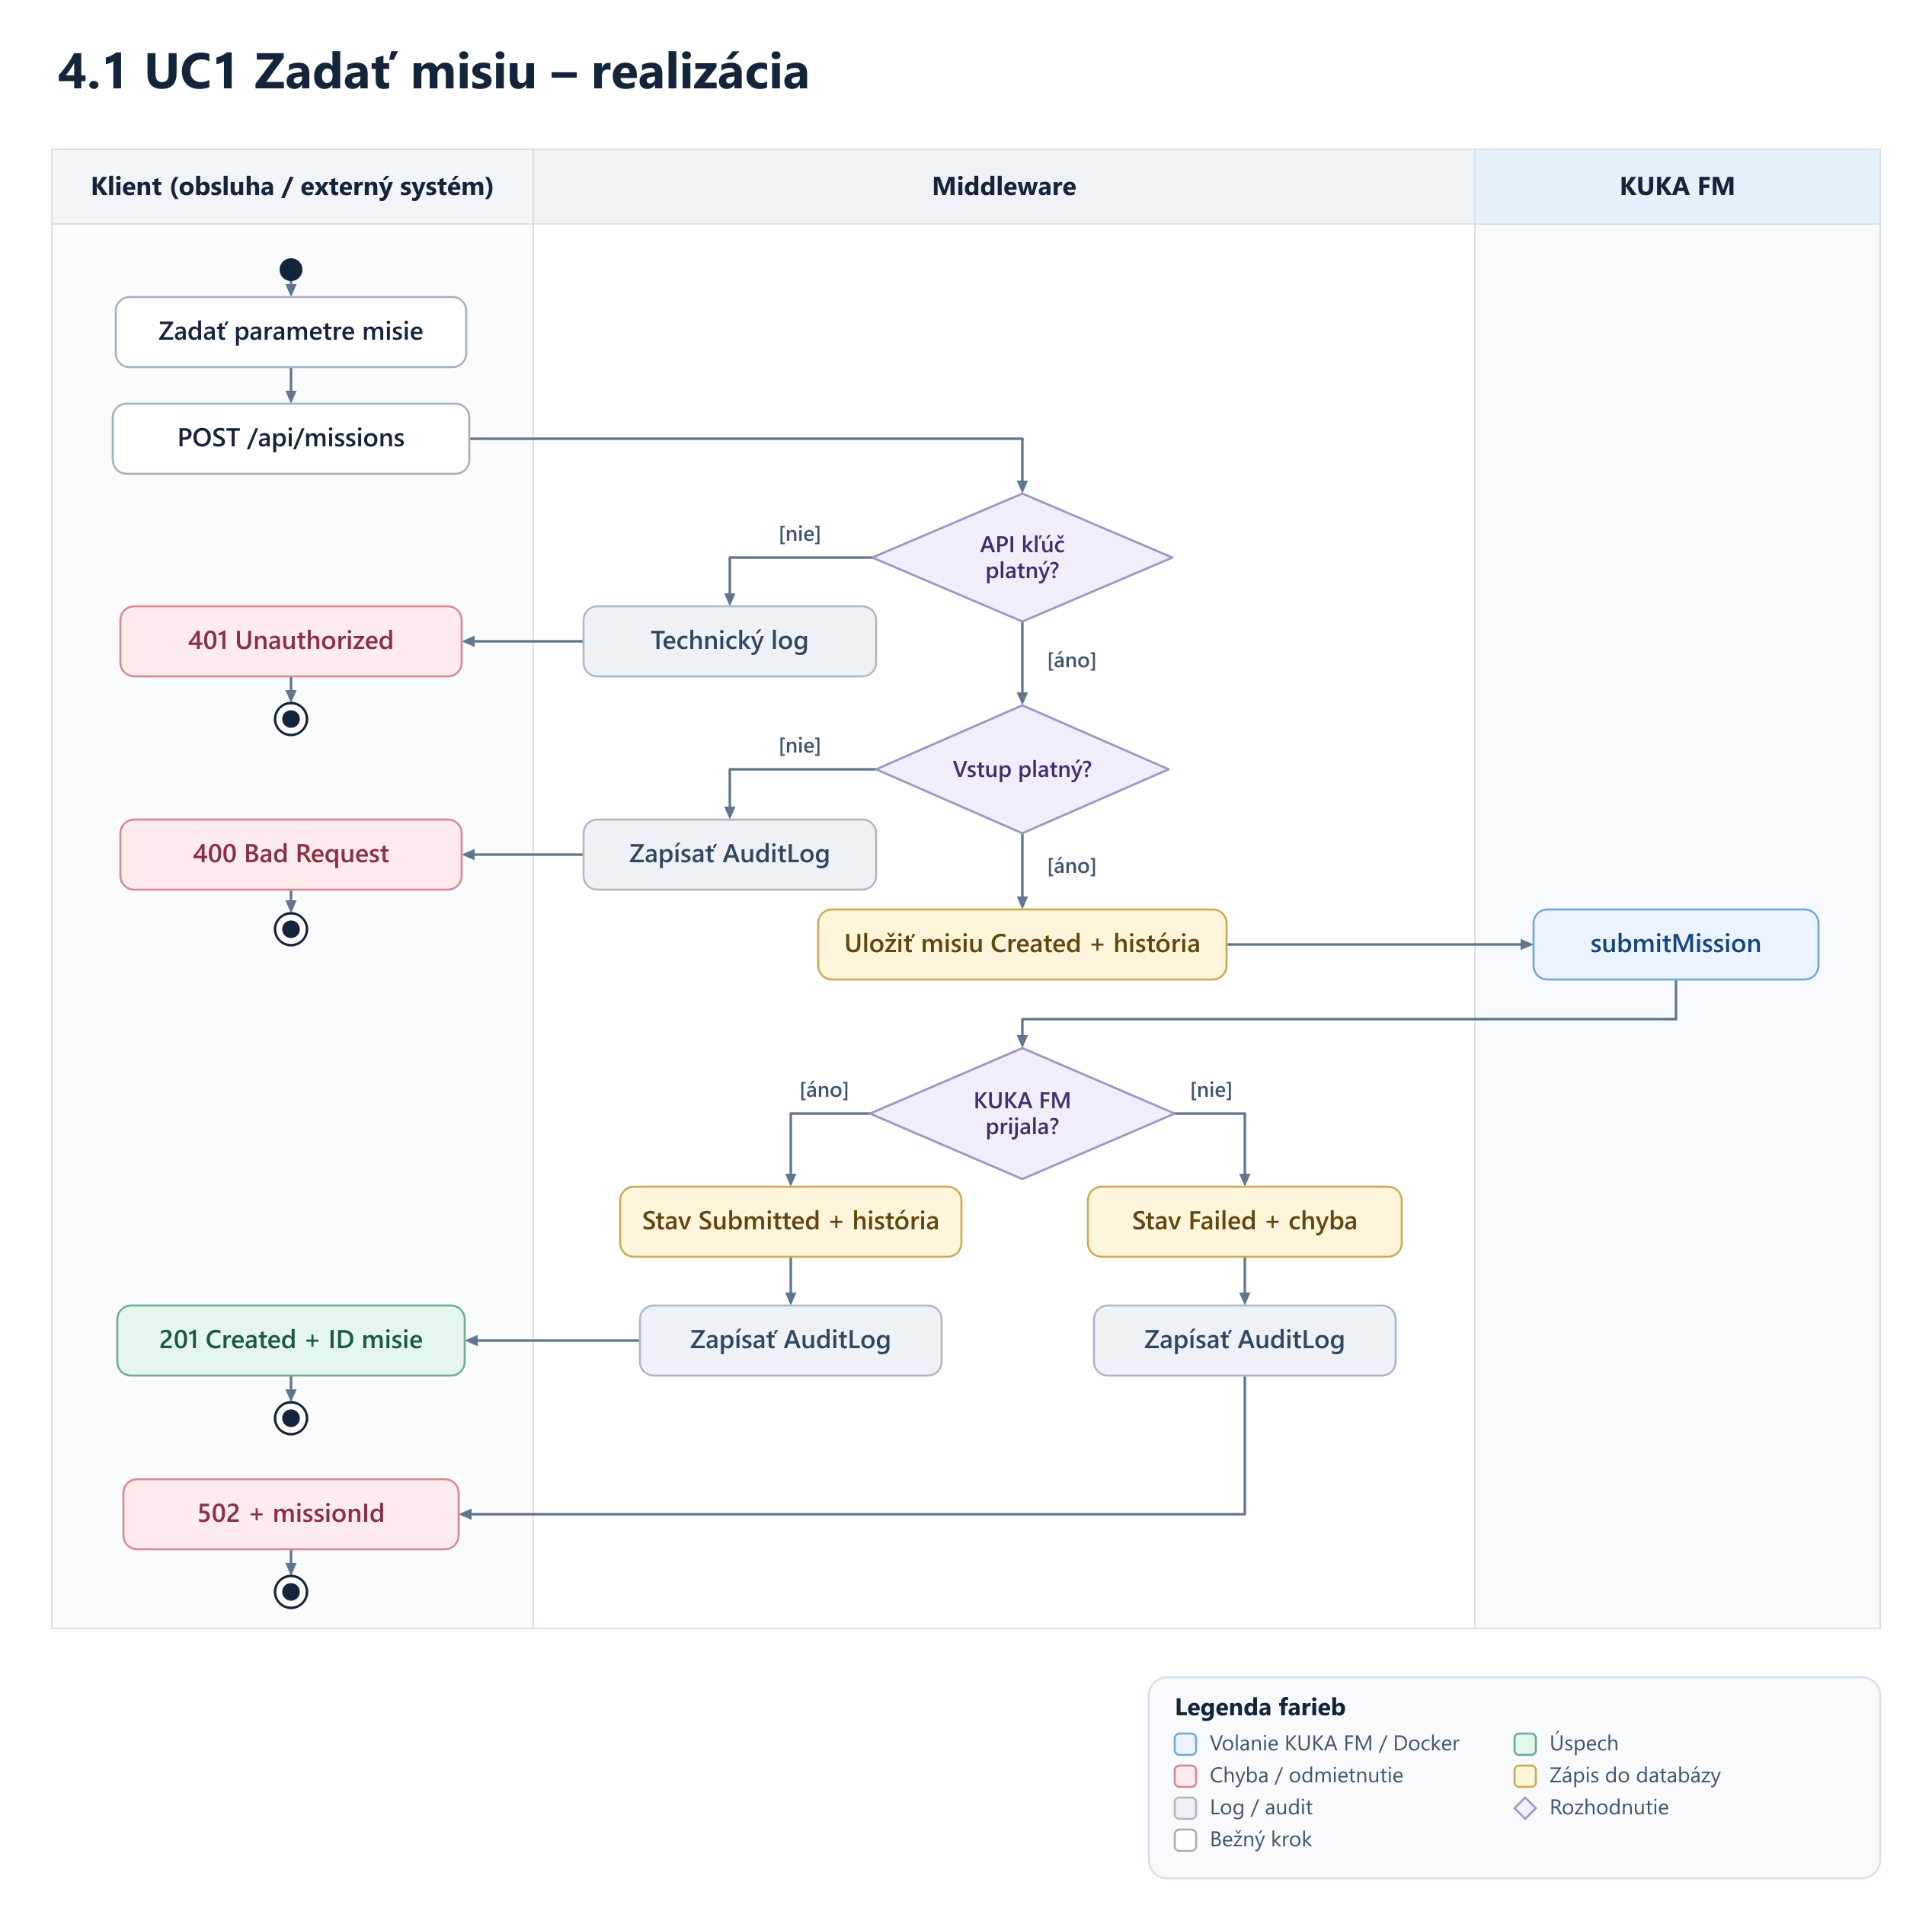 4.1 UC1 Zadať misiu – realizácia
Klient (obsluha / externý systém)
Middleware
KUKA FM
Zadať parametre misie
POST /api/missions
[nie]
API kľúč
platný?
401 Unauthorized
Technický log
[áno]
[nie]
Vstup platný?
400 Bad Request
Zapísať AuditLog
[áno]
Uložiť misiu Created + história
submitMission
[áno]
KUKA FM
prijala?
[nie]
Stav Submitted + história
Stav Failed + chyba
201 Created + ID misie
Zapísať AuditLog
Zapísať AuditLog
502 + missionId
Legenda farieb
Volanie KUKA FM / Docker
Úspech
Chyba / odmietnutie
Zápis do databázy
Log / audit
Rozhodnutie
Bežný krok